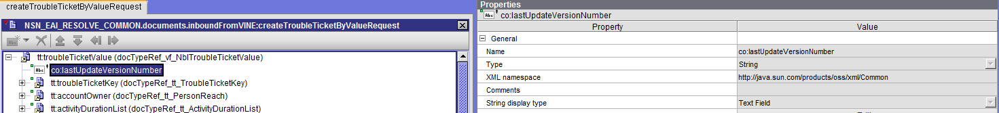 createTroubleTicketByValueRequest
NSN_EAI_RESOLVE_COMMON.documents.inboundFromVINE:createTroubleTicketByValueRequest
tt:troubleTicketValue (docTypeRef_vf_NblTroubleTicketValue)
Abc co:lastUpdateVersionNumber
tt:troubleTicketKey (docTypeRef_tt_TroubleTicketKey)
tt:accountOwner (docTypeRef_tt_PersonReach)
tt:activityDurationList (docTypeRef_tt_ActivityDurationList)
Properties
Abc co:lastUpdateVersionNumber
Property Value
General
Name co:lastUpdateVersionNumber
Type String
XML namespace http://java.sun.com/products/oss/xml/Common
Comments
String display type Text Field